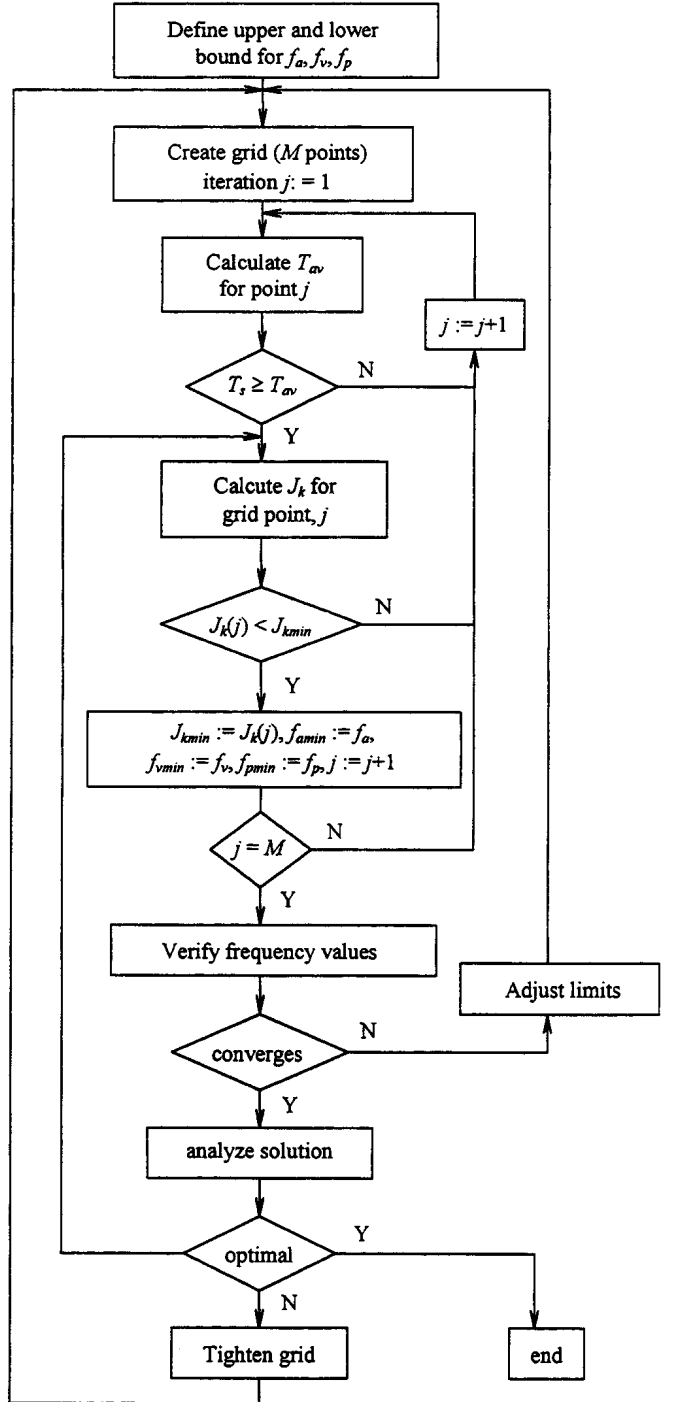 Define upper and lower
bound for fa, fv, fp
Create grid (M points)
iteration j: = 1
Calculate Tav
for point j
j := j+1
Ts ≥ Tav
N
Y
Calcute Jk for
grid point, j
Jk(j) < Jkmin
N
Y
Jkmin := Jk(j), famin := fa,
fvmin := fv, fpmin := fp, j := j+1
j = M
N
Y
Verify frequency values
Adjust limits
converges
N
Y
analyze solution
optimal
Y
N
Tighten grid
end